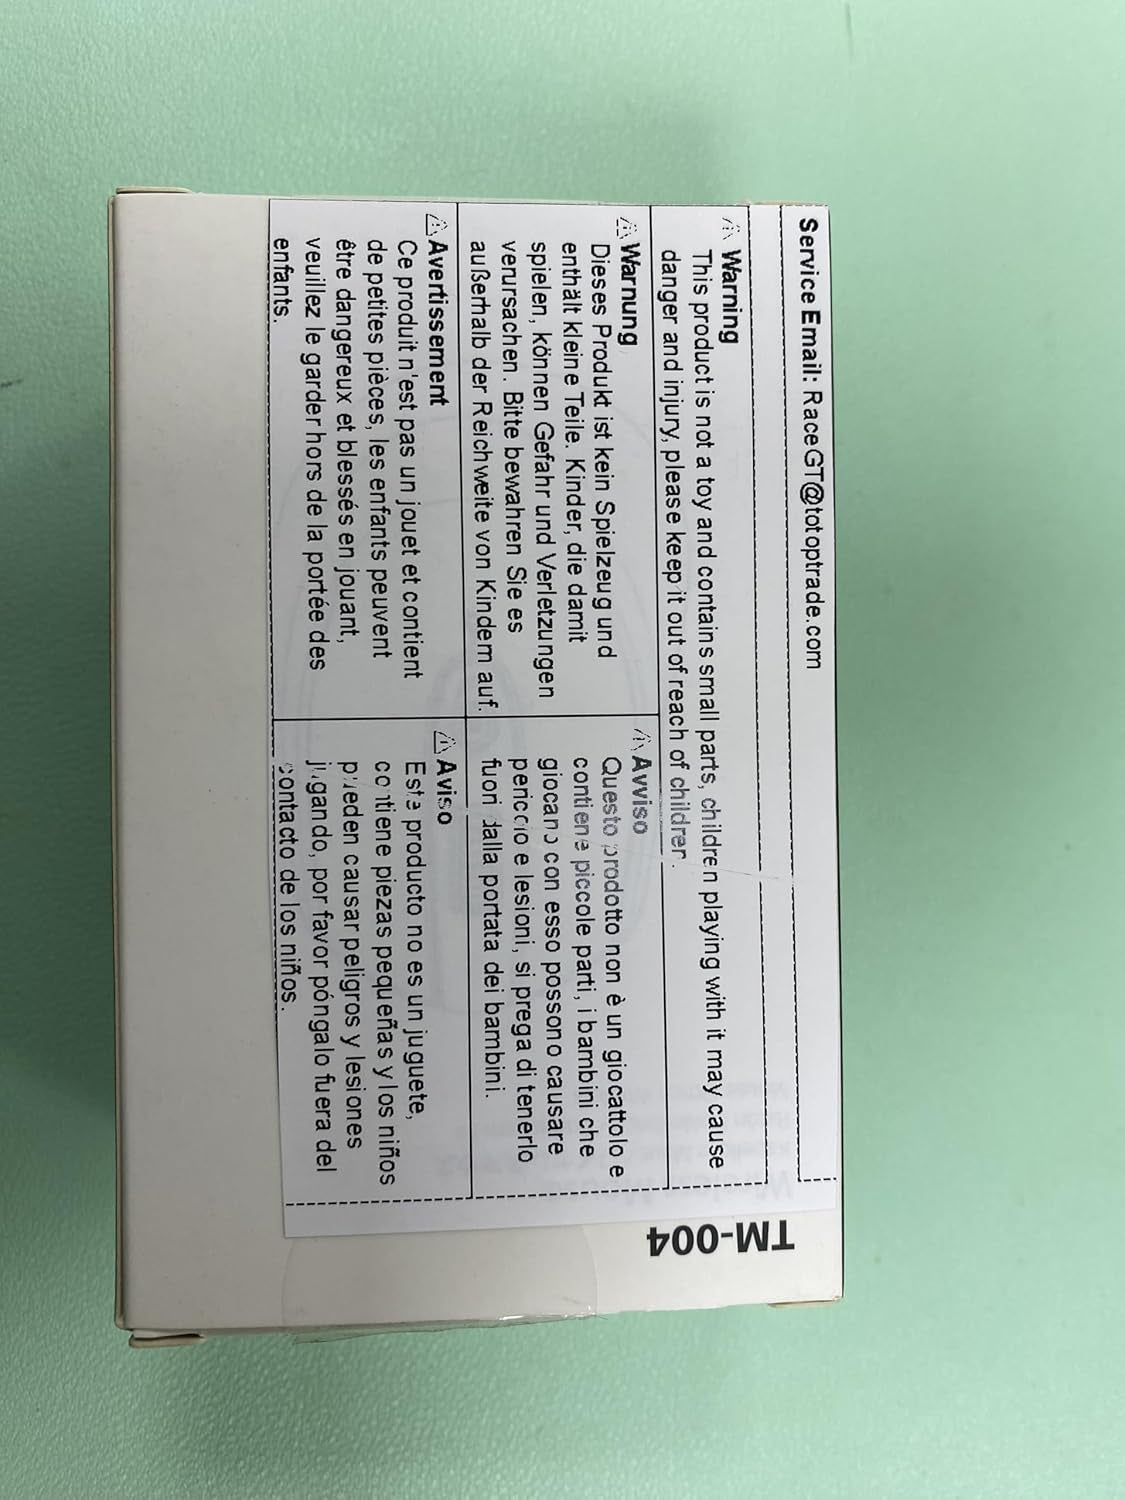 Service Email: RaceGT@totoptrade.com
Warning
This product is not a toy and contains small parts, children playing with it may cause
danger and injury, please keep it out of reach of children.
Warnung
Dieses Produkt ist kein Spielzeug und
enthält kleine Teile. Kinder, die damit
spielen, können Gefahr und Verletzungen
verursachen. Bitte bewahren Sie es
außerhalb der Reichweite von Kindern auf.
Avviso
Questo prodotto non è un giocattolo e
contiene piccole parti, i bambini che
giocano con esso possono causare
pericolo e lesioni, si prega di tenerlo
fuori dalla portata dei bambini.
Avertissement
Ce produit n'est pas un jouet et contient
de petites pièces, les enfants peuvent
être dangereux et blessés en jouant,
veuillez le garder hors de la portée des
enfants.
Aviso
Este producto no es un juguete,
contiene piezas pequeñas y los niños
pueden causar peligros y lesiones
jugando, por favor póngalo fuera del
contacto de los niños.
TM-004